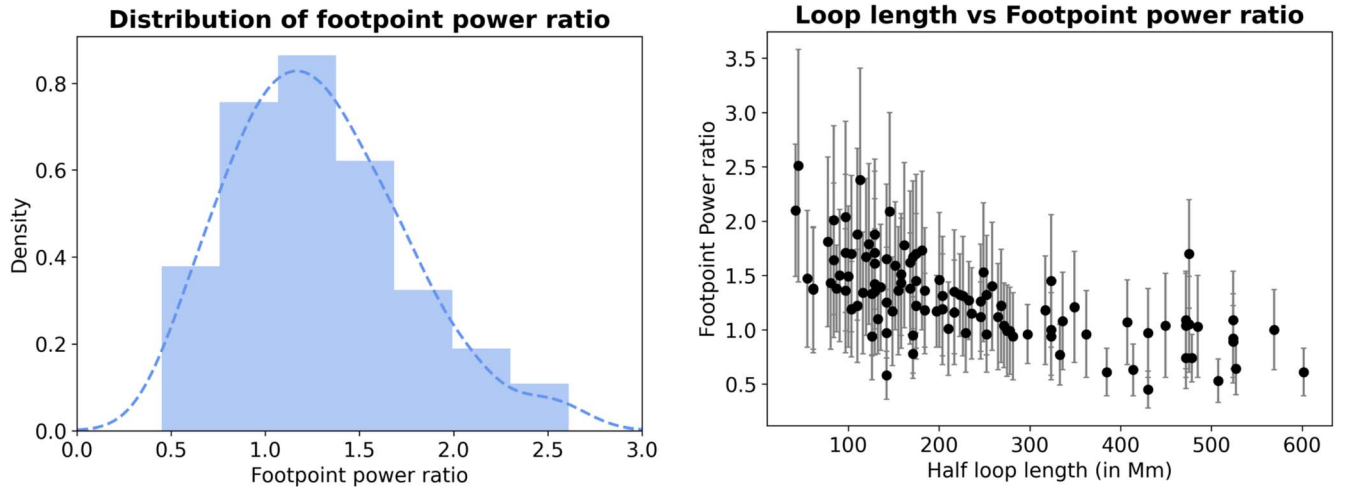 Distribution of footpoint power ratio
Density
0.8
0.6
0.4
0.2
0.0
0.0 0.5 1.0 1.5 2.0 2.5 3.0
Footpoint power ratio
Loop length vs Footpoint power ratio
Footpoint Power ratio
3.5
3.0
2.5
2.0
1.5
1.0
0.5
100 200 300 400 500 600
Half loop length (in Mm)